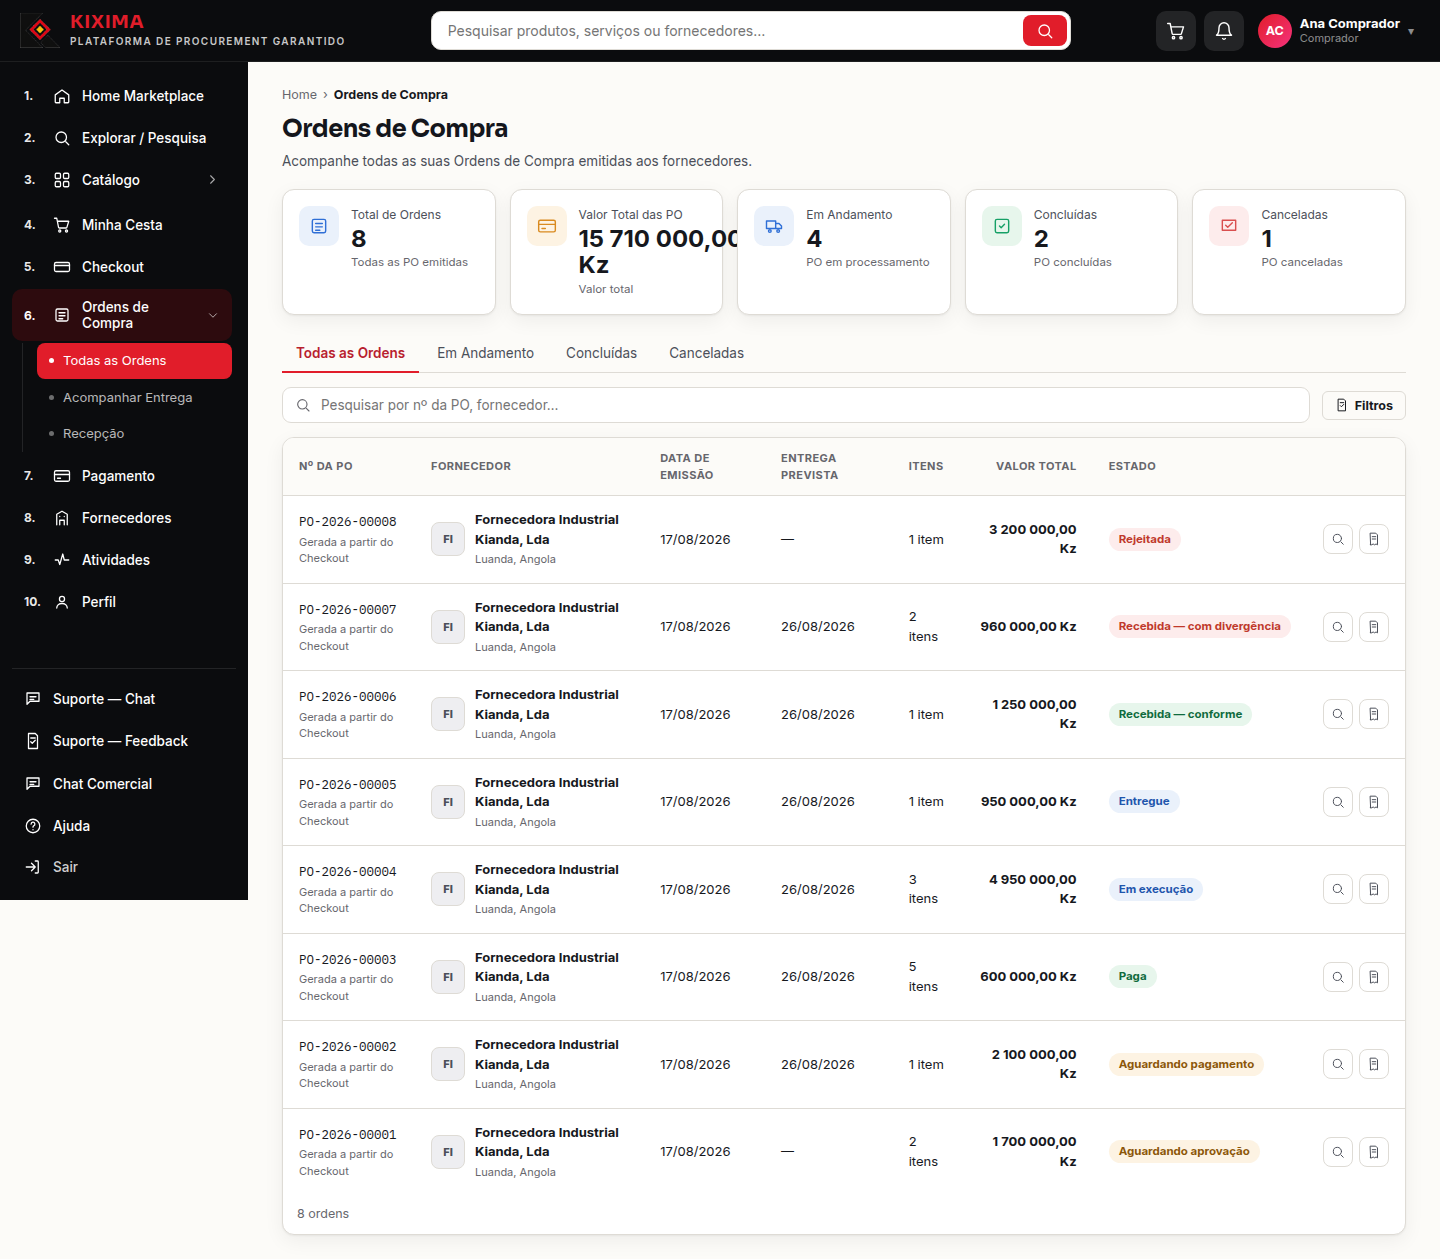 KIXIMA
PLATAFORMA DE PROCUREMENT GARANTIDO
Pesquisar produtos, serviços ou fornecedores...
AC
Ana Comprador
Comprador
1. Home Marketplace
2. Explorar / Pesquisa
3. Catálogo
4. Minha Cesta
5. Checkout
6. Ordens de
Compra
Todas as Ordens
Acompanhar Entrega
Recepção
7. Pagamento
8. Fornecedores
9. Atividades
10. Perfil
Suporte — Chat
Suporte — Feedback
Chat Comercial
Ajuda
Sair
Home › Ordens de Compra
Ordens de Compra
Acompanhe todas as suas Ordens de Compra emitidas aos fornecedores.
Total de Ordens
8
Todas as PO emitidas
Valor Total das PO
15 710 000,00
Kz
Valor total
Em Andamento
4
PO em processamento
Concluídas
2
PO concluídas
Canceladas
1
PO canceladas
Todas as Ordens Em Andamento Concluídas Canceladas
Pesquisar por nº da PO, fornecedor...
Filtros
Nº DA PO FORNECEDOR DATA DE EMISSÃO ENTREGA PREVISTA ITENS VALOR TOTAL ESTADO
PO-2026-00008
Gerada a partir do
Checkout
FI
Fornecedora Industrial
Kianda, Lda
Luanda, Angola
17/08/2026
—
1 item
3 200 000,00
Kz
Rejeitada
PO-2026-00007
Gerada a partir do
Checkout
FI
Fornecedora Industrial
Kianda, Lda
Luanda, Angola
17/08/2026
26/08/2026
2
itens
960 000,00 Kz
Recebida — com divergência
PO-2026-00006
Gerada a partir do
Checkout
FI
Fornecedora Industrial
Kianda, Lda
Luanda, Angola
17/08/2026
26/08/2026
1 item
1 250 000,00
Kz
Recebida — conforme
PO-2026-00005
Gerada a partir do
Checkout
FI
Fornecedora Industrial
Kianda, Lda
Luanda, Angola
17/08/2026
26/08/2026
1 item
950 000,00 Kz
Entregue
PO-2026-00004
Gerada a partir do
Checkout
FI
Fornecedora Industrial
Kianda, Lda
Luanda, Angola
17/08/2026
26/08/2026
3
itens
4 950 000,00
Kz
Em execução
PO-2026-00003
Gerada a partir do
Checkout
FI
Fornecedora Industrial
Kianda, Lda
Luanda, Angola
17/08/2026
26/08/2026
5
itens
600 000,00 Kz
Paga
PO-2026-00002
Gerada a partir do
Checkout
FI
Fornecedora Industrial
Kianda, Lda
Luanda, Angola
17/08/2026
26/08/2026
1 item
2 100 000,00
Kz
Aguardando pagamento
PO-2026-00001
Gerada a partir do
Checkout
FI
Fornecedora Industrial
Kianda, Lda
Luanda, Angola
17/08/2026
—
2
itens
1 700 000,00
Kz
Aguardando aprovação
8 ordens